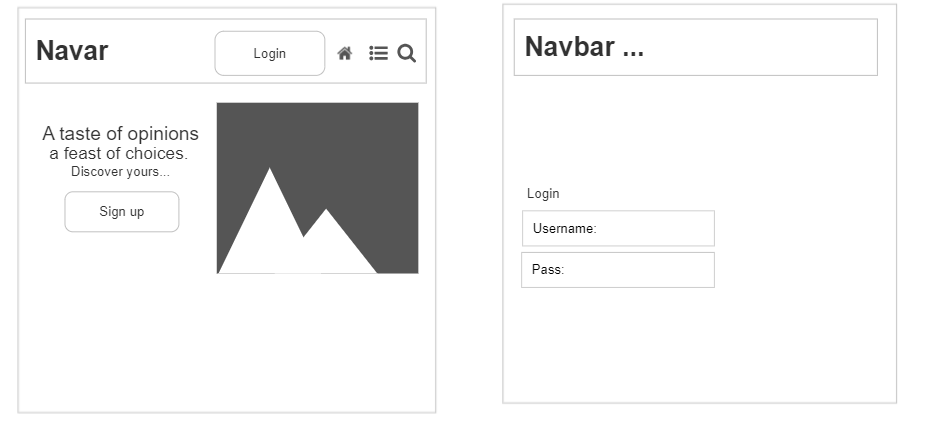 Navar
Login
A taste of opinions
a feast of choices.
Discover yours...
Sign up
Navbar ...
Login
Username:
Pass: